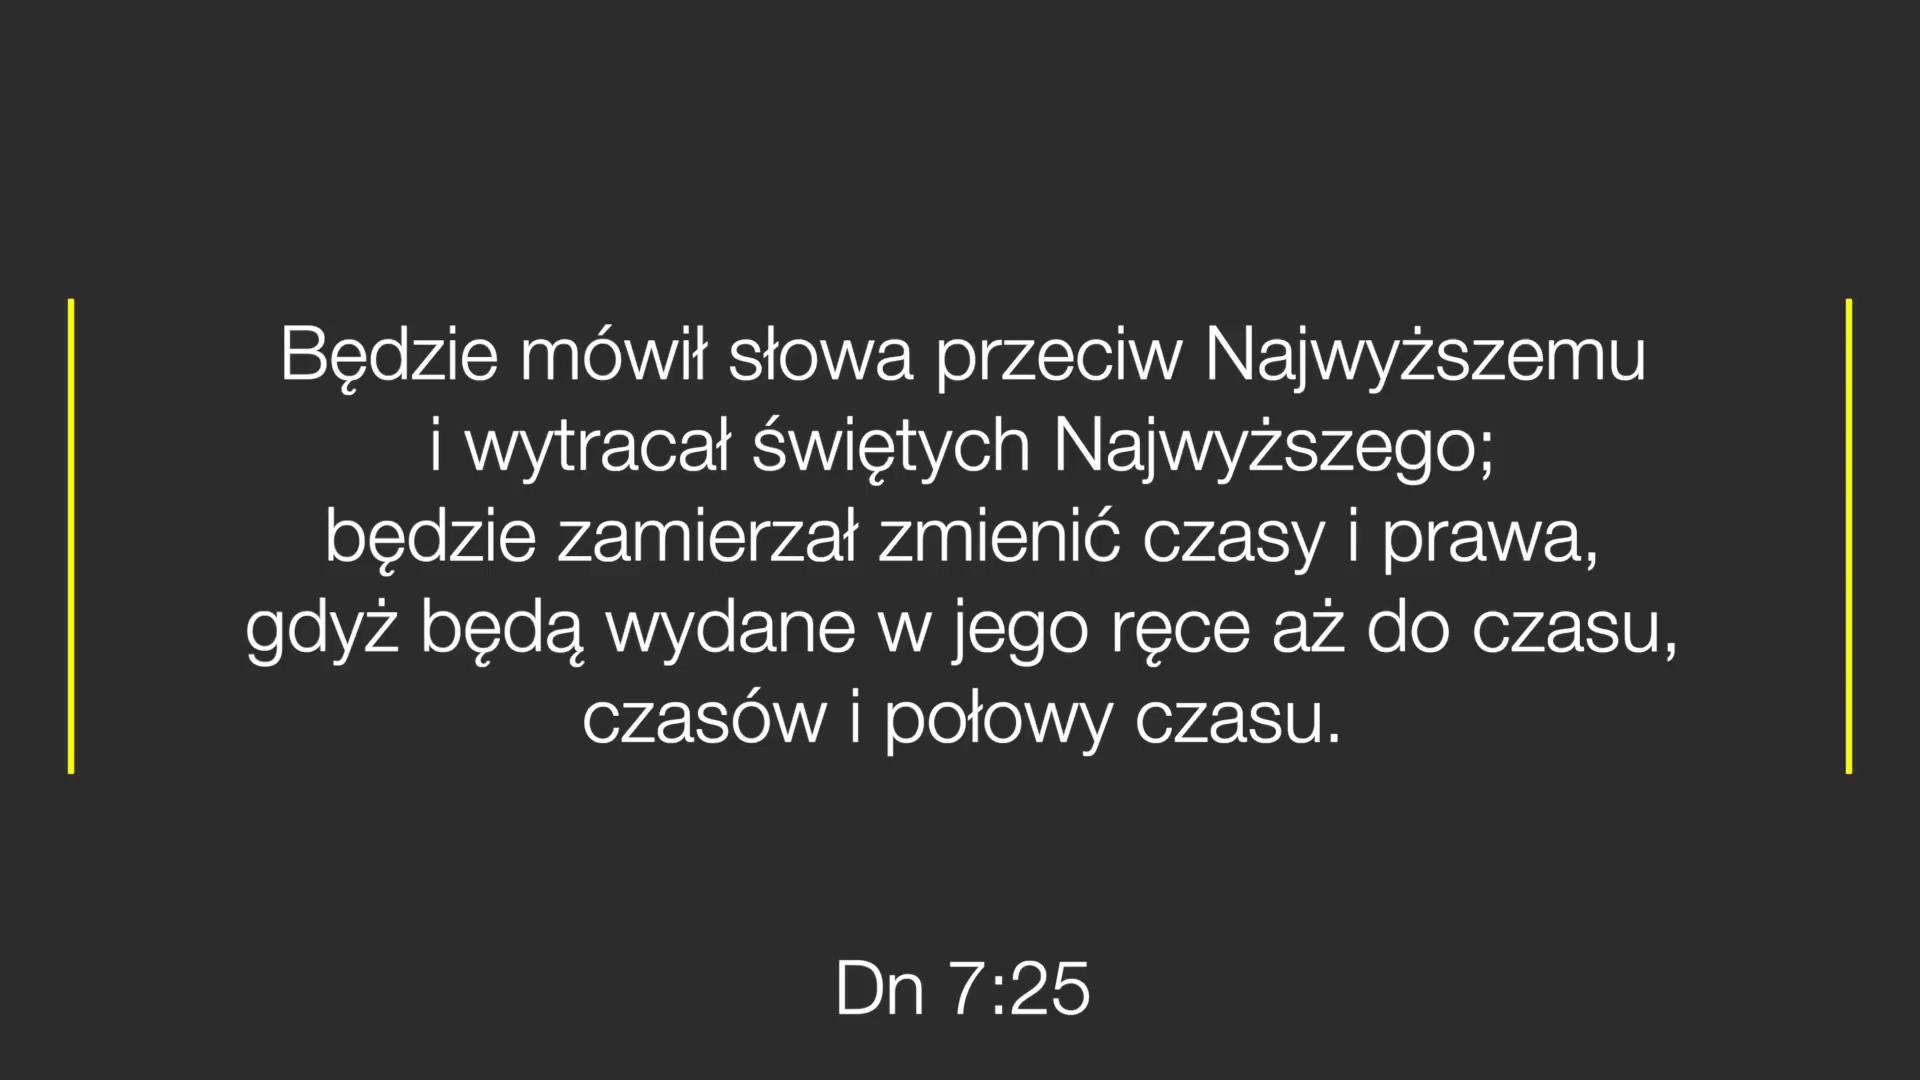 Będzie mówił słowa przeciw Najwyższemu
i wytracał świętych Najwyższego;
będzie zamierzał zmienić czasy i prawa,
gdyż będą wydane w jego ręce aż do czasu,
czasów i połowy czasu.
Dn 7:25